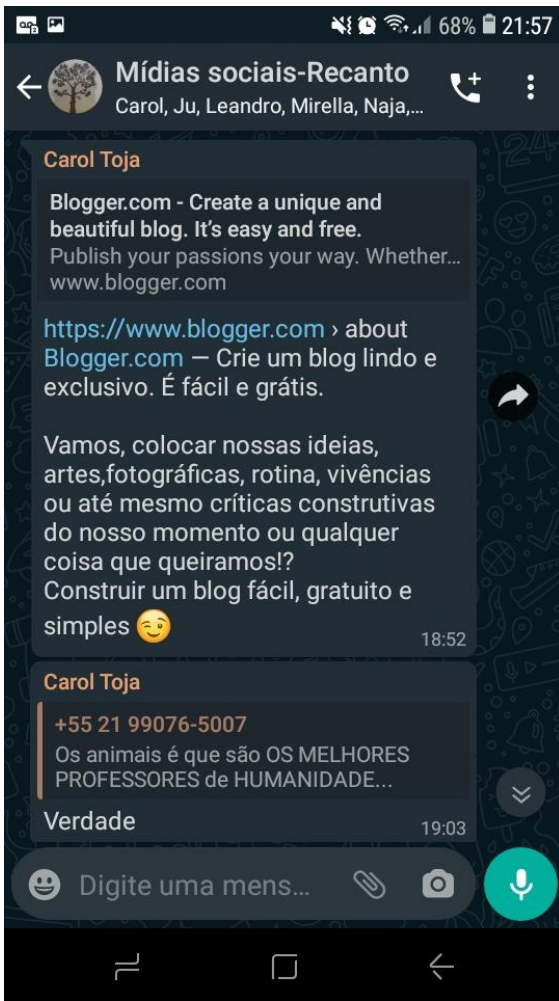 68% 21:57
Mídias sociais-Recanto
Carol, Ju, Leandro, Mirella, Naja,...
Carol Toja
Blogger.com - Create a unique and
beautiful blog. It's easy and free.
Publish your passions your way. Whether...
www.blogger.com
https://www.blogger.com › about
Blogger.com — Crie um blog lindo e
exclusivo. É fácil e grátis.
Vamos, colocar nossas ideias,
artes,fotográficas, rotina, vivências
ou até mesmo críticas construtivas
do nosso momento ou qualquer
coisa que queiramos!?
Construir um blog fácil, gratuito e
simples 😉
18:52
Carol Toja
+55 21 99076-5007
Os animais é que são OS MELHORES
PROFESSORES de HUMANIDADE...
Verdade
19:03
Digite uma mens...